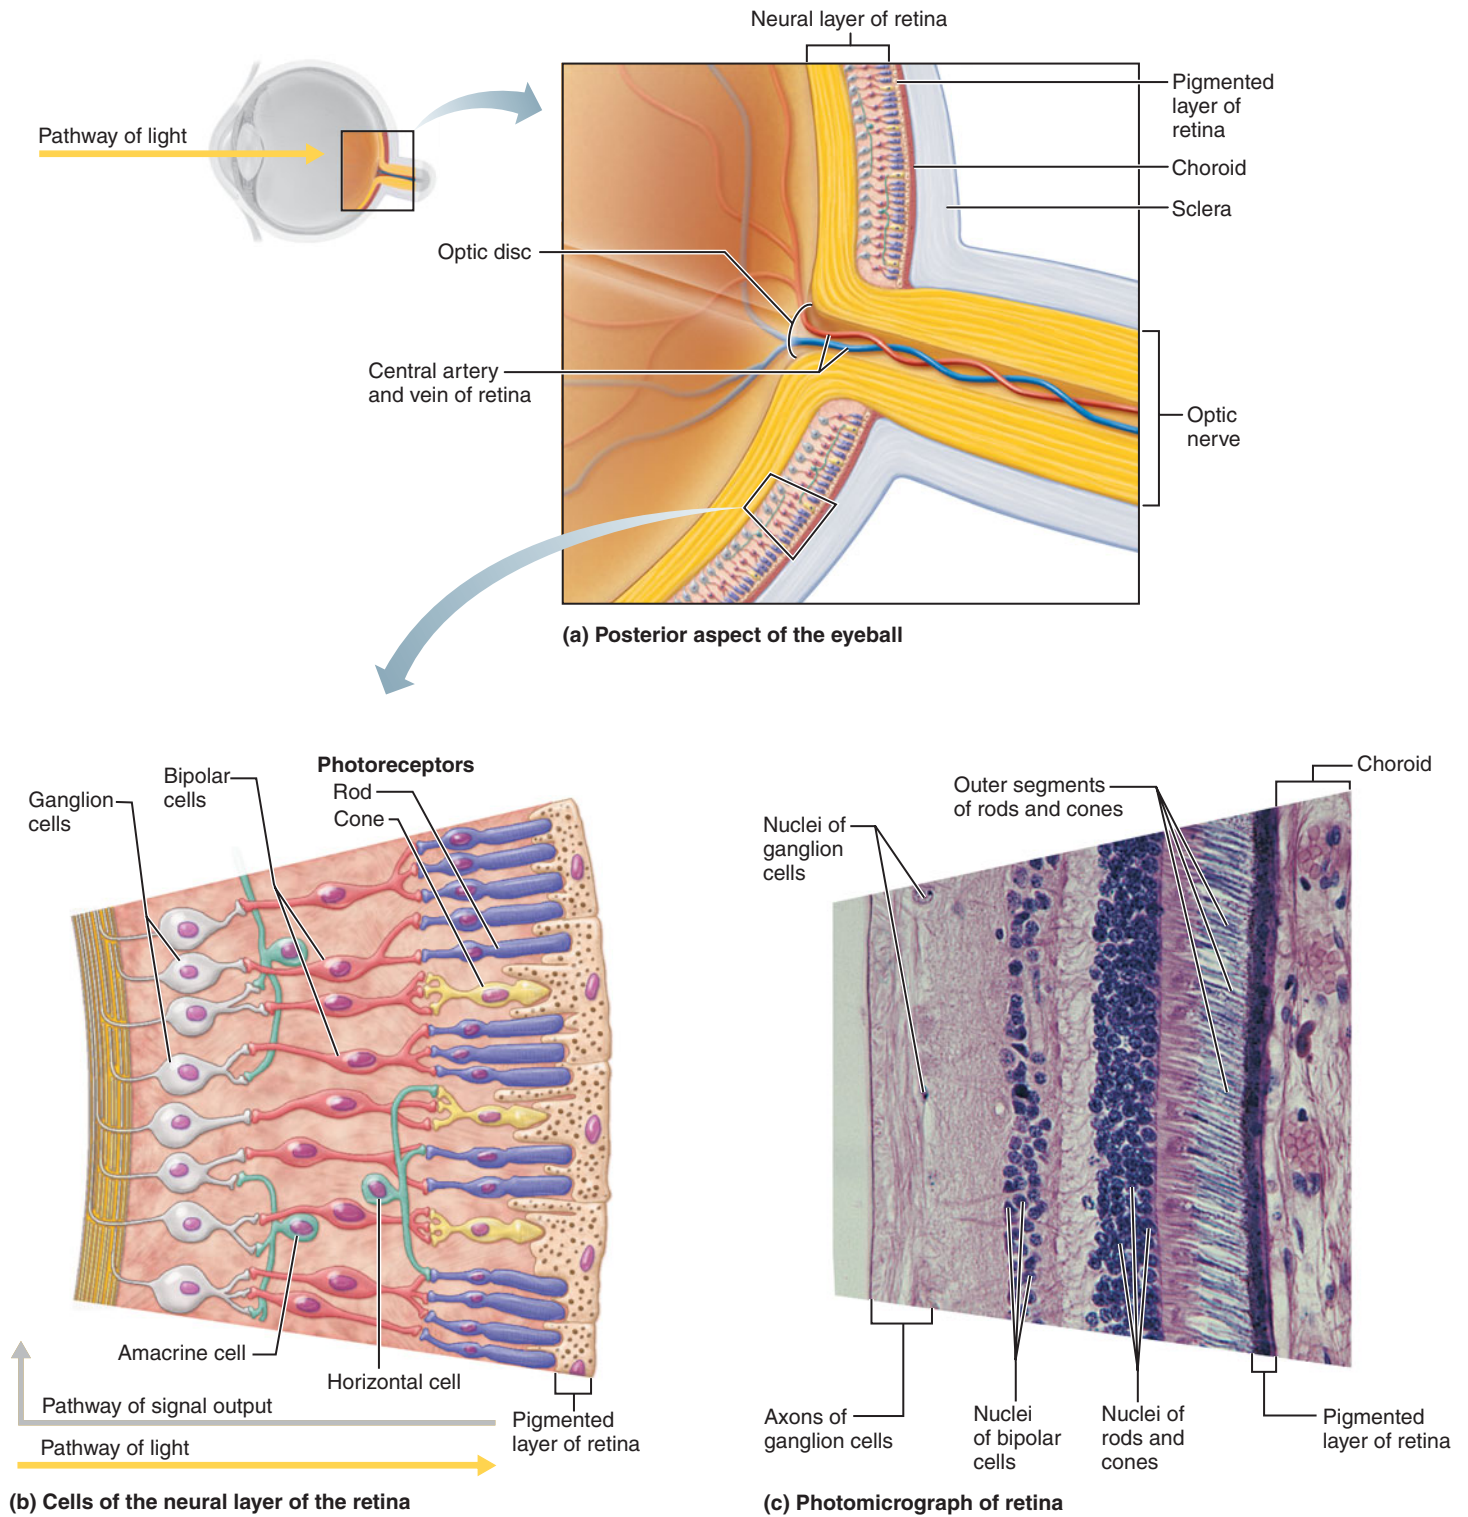 Neural layer of retina
Pigmented
layer of
retina
Pathway of light
Choroid
Sclera
Optic disc
Central artery
and vein of retina
Optic
nerve
(a) Posterior aspect of the eyeball
Photoreceptors
Rod
Cone
Bipolar
cells
Ganglion
cells
Amacrine cell
Horizontal cell
Pathway of signal output
Pathway of light
Pigmented
layer of retina
(b) Cells of the neural layer of the retina
Choroid
Outer segments
of rods and cones
Nuclei of
ganglion
cells
Axons of
ganglion cells
Nuclei
of bipolar
cells
Nuclei of
rods and
cones
Pigmented
layer of retina
(c) Photomicrograph of retina